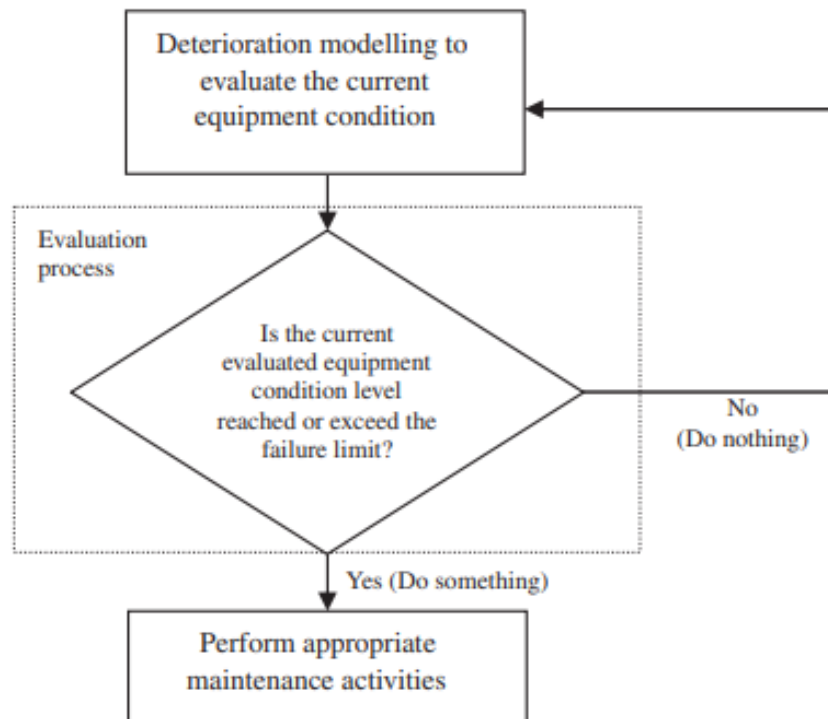 Deterioration modelling to
evaluate the current
equipment condition
Evaluation
process
Is the current
evaluated equipment
condition level
reached or exceed the
failure limit?
No
(Do nothing)
Yes (Do something)
Perform appropriate
maintenance activities